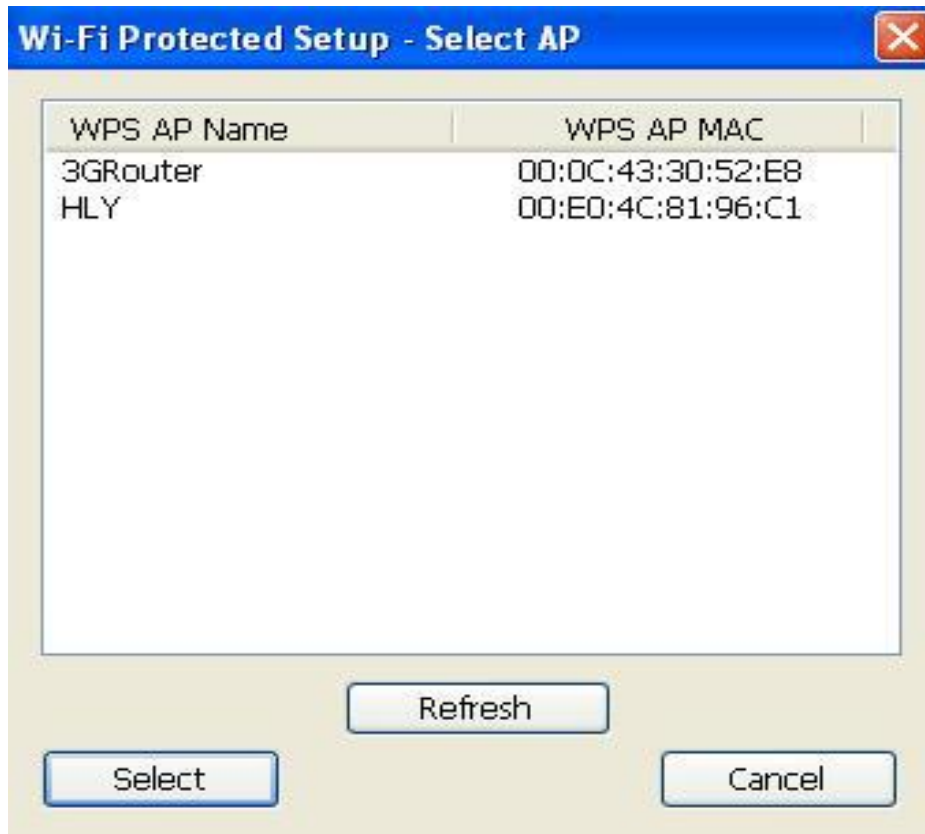 Wi-Fi Protected Setup - Select AP
WPS AP Name WPS AP MAC
3GRouter 00:0C:43:30:52:E8
HLY 00:E0:4C:81:96:C1
Refresh
Select Cancel